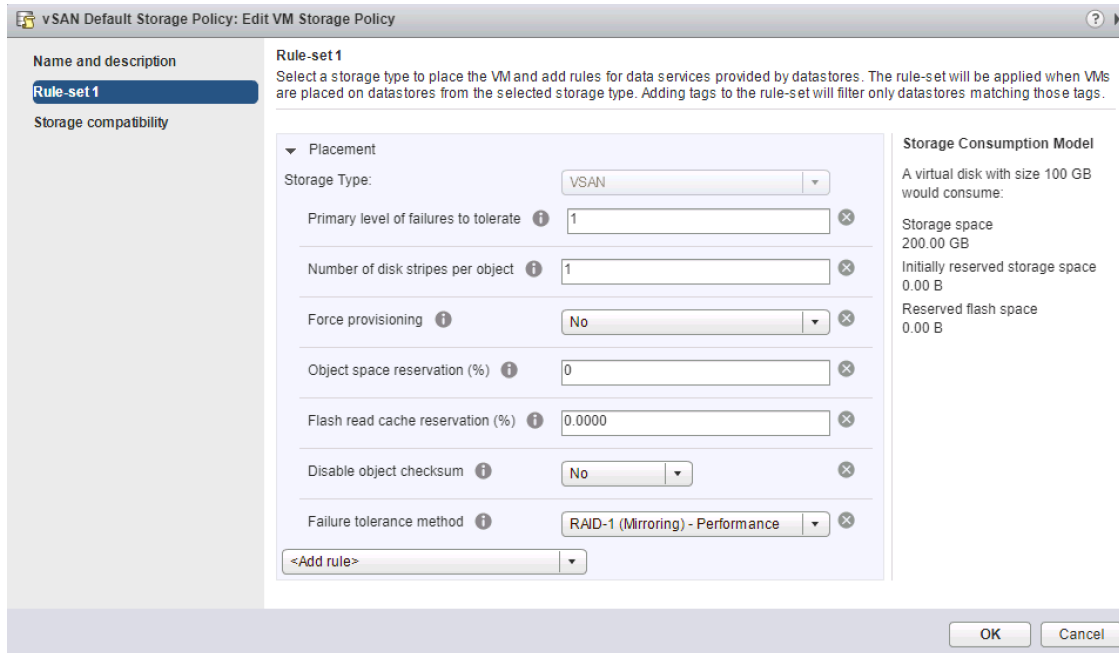 vSAN Default Storage Policy: Edit VM Storage Policy
?
Name and description
Rule-set 1
Storage compatibility
Rule-set 1
Select a storage type to place the VM and add rules for data services provided by datastores. The rule-set will be applied when VMs
are placed on datastores from the selected storage type. Adding tags to the rule-set will filter only datastores matching those tags.
Placement
Storage Type:
VSAN
Primary level of failures to tolerate
1
Number of disk stripes per object
1
Force provisioning
No
Object space reservation (%)
0
Flash read cache reservation (%)
0.0000
Disable object checksum
No
Failure tolerance method
RAID-1 (Mirroring) - Performance
<Add rule>
Storage Consumption Model
A virtual disk with size 100 GB
would consume:
Storage space
200.00 GB
Initially reserved storage space
0.00 B
Reserved flash space
0.00 B
OK
Cancel